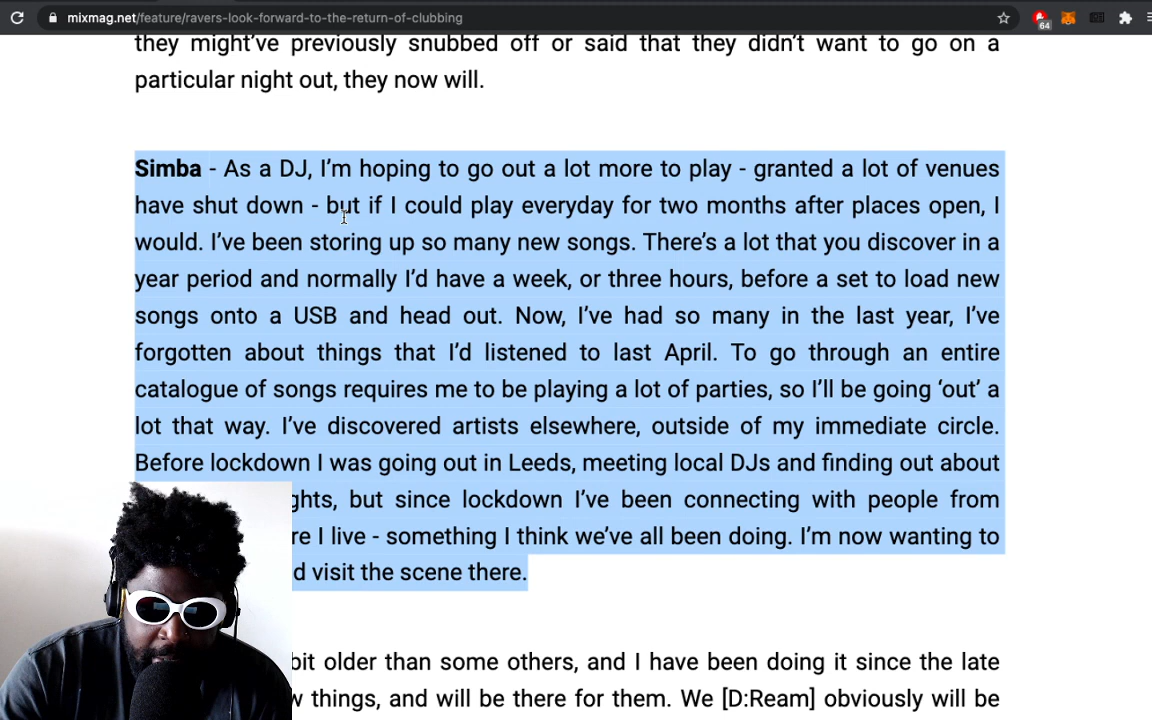 mixmag.net/feature/ravers-look-forward-to-the-return-of-clubbing
64
they might’ve previously snubbed off or said that they didn’t want to go on a
particular night out, they now will.
Simba - As a DJ, I’m hoping to go out a lot more to play - granted a lot of venues
have shut down - but if I could play everyday for two months after places open, I
would. I’ve been storing up so many new songs. There’s a lot that you discover in a
year period and normally I’d have a week, or three hours, before a set to load new
songs onto a USB and head out. Now, I’ve had so many in the last year, I’ve
forgotten about things that I’d listened to last April. To go through an entire
catalogue of songs requires me to be playing a lot of parties, so I’ll be going ‘out’ a
lot that way. I’ve discovered artists elsewhere, outside of my immediate circle.
Before lockdown I was going out in Leeds, meeting local DJs and finding out about
ghts, but since lockdown I’ve been connecting with people from
re I live - something I think we’ve all been doing. I’m now wanting to
d visit the scene there.
bit older than some others, and I have been doing it since the late
w things, and will be there for them. We [D:Ream] obviously will be